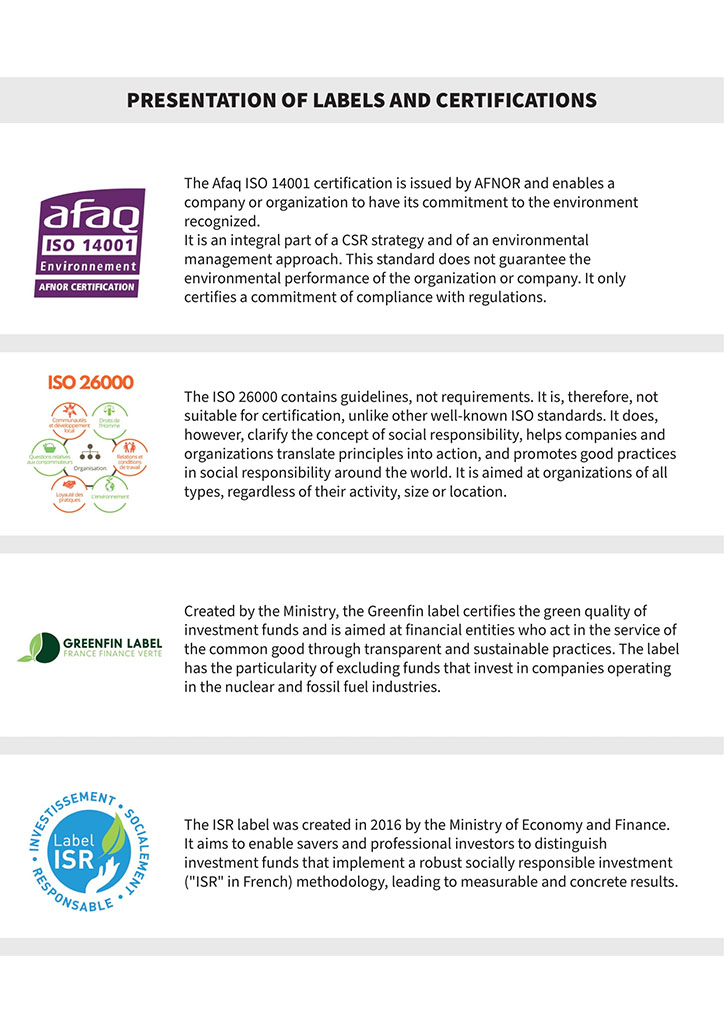 PRESENTATION OF LABELS AND CERTIFICATIONS
afaq
ISO 14001
Environnement
AFNOR CERTIFICATION
The Afaq ISO 14001 certification is issued by AFNOR and enables a
company or organization to have its commitment to the environment
recognized.
It is an integral part of a CSR strategy and of an environmental
management approach. This standard does not guarantee the
environmental performance of the organization or company. It only
certifies a commitment of compliance with regulations.
ISO 26000
Communautés
et développement
local
Droits de
l'Homme
Questions relatives
aux consommateurs
Organisation
Relations et
conditions
de travail
Loyauté des
pratiques
L'environnement
The ISO 26000 contains guidelines, not requirements. It is, therefore, not
suitable for certification, unlike other well-known ISO standards. It does,
however, clarify the concept of social responsibility, helps companies and
organizations translate principles into action, and promotes good practices
in social responsibility around the world. It is aimed at organizations of all
types, regardless of their activity, size or location.
GREENFIN LABEL
FRANCE FINANCE VERTE
Created by the Ministry, the Greenfin label certifies the green quality of
investment funds and is aimed at financial entities who act in the service of
the common good through transparent and sustainable practices. The label
has the particularity of excluding funds that invest in companies operating
in the nuclear and fossil fuel industries.
INVESTISSEMENT • SOCIALEMENT • RESPONSABLE •
Label
ISR
The ISR label was created in 2016 by the Ministry of Economy and Finance.
It aims to enable savers and professional investors to distinguish
investment funds that implement a robust socially responsible investment
("ISR" in French) methodology, leading to measurable and concrete results.